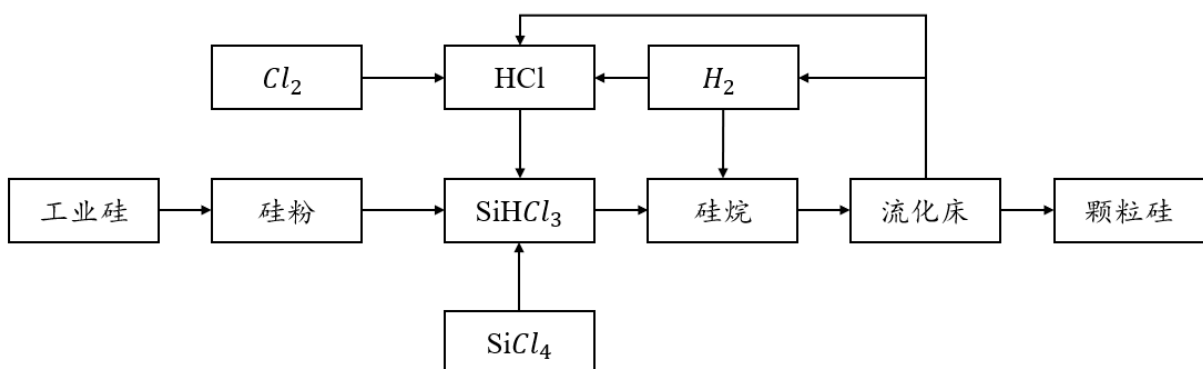 Cl₂
HCl
H₂
工业硅
硅粉
SiHCl₃
硅烷
流化床
颗粒硅
SiCl₄